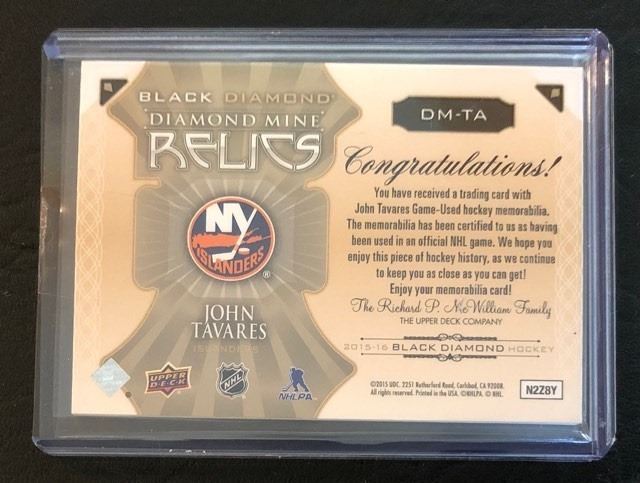 BLACK DIAMOND
DIAMOND MINE
RELICS
NY
ISLANDERS
®
JOHN
TAVARES
ISLANDERS
UPPER
DECK
NHL
NHLPA
DM-TA
Congratulations!
You have received a trading card with
John Tavares Game-Used hockey memorabilia.
The memorabilia has been certified to us as having
been used in an official NHL game. We hope you
enjoy this piece of hockey history, as we continue
to keep you as close as you can get!
Enjoy your memorabilia card!
The Richard P. McWilliam Family
THE UPPER DECK COMPANY
2015-16 BLACK DIAMOND HOCKEY
©2015 UDC. 2251 Rutherford Road, Carlsbad, CA 92008.
All rights reserved. Printed in the USA. ©NHLPA. © NHL.
N2Z8Y